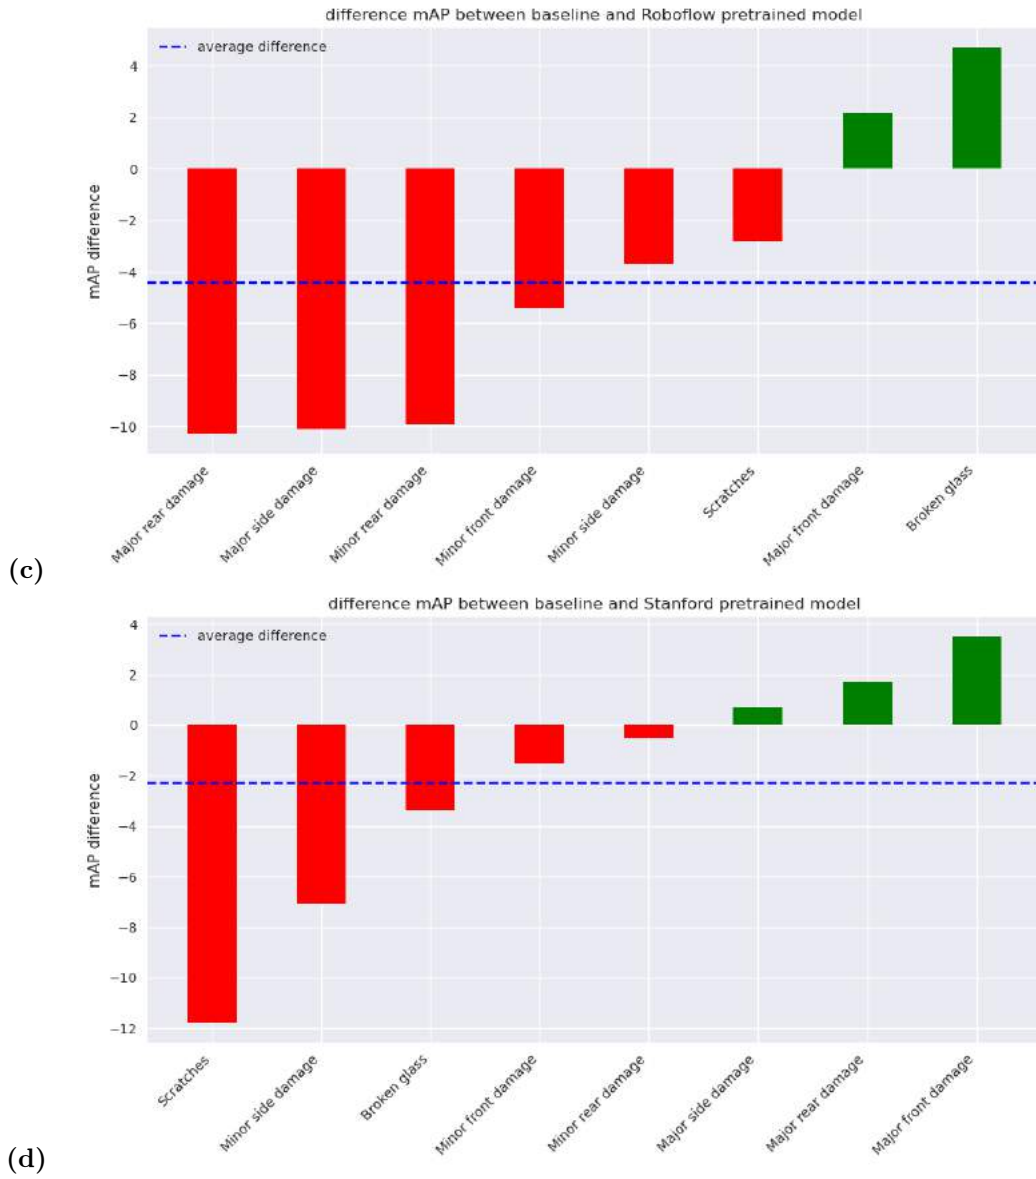 difference mAP between baseline and Roboflow pretrained model
average difference
4
2
0
−2
−4
−6
−8
−10
mAP difference
Major rear damage
Major side damage
Minor rear damage
Minor front damage
Minor side damage
Scratches
Major front damage
Broken glass
(c)
difference mAP between baseline and Stanford pretrained model
average difference
4
2
0
−2
−4
−6
−8
−10
−12
mAP difference
Scratches
Minor side damage
Broken glass
Minor front damage
Minor rear damage
Major side damage
Major rear damage
Major front damage
(d)